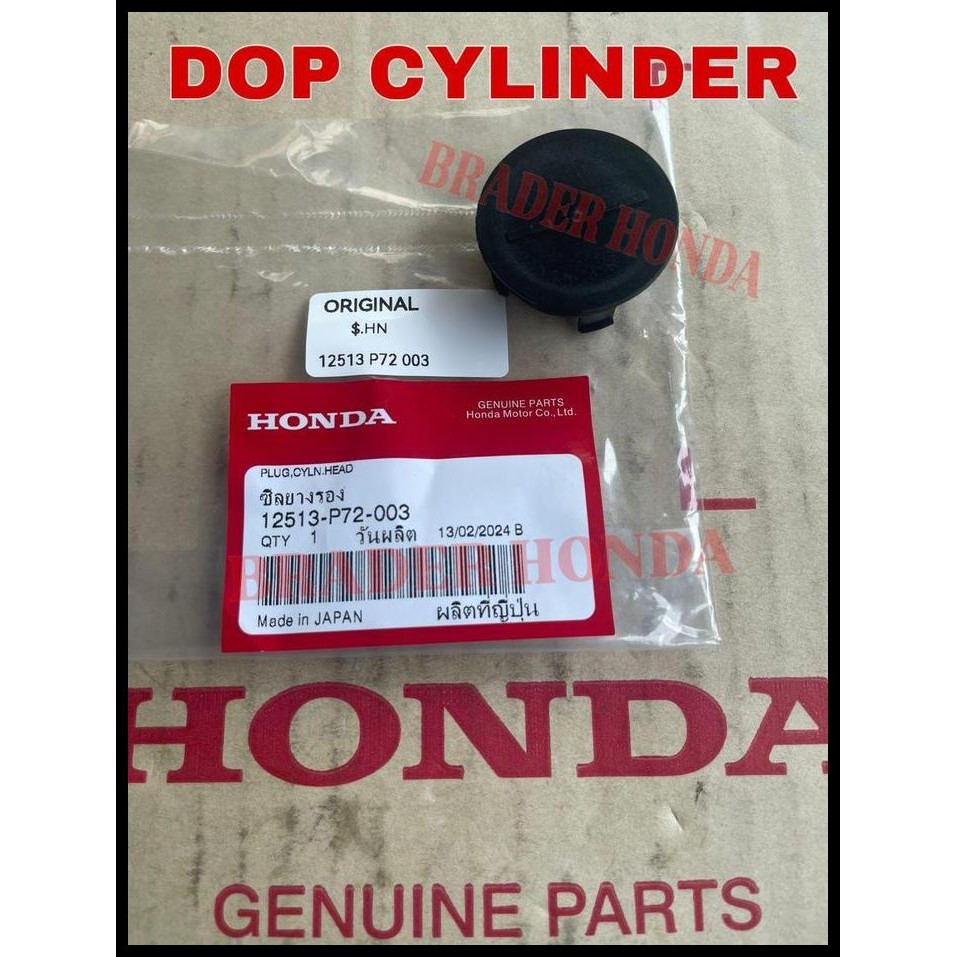 DOP CYLINDER
BRADER HONDA
ORIGINAL
$.HN
12513 P72 003
HONDA
GENUINE PARTS
Honda Motor Co., Ltd.
PLUG,CYLN.HEAD
ซีลยางรอง
12513-P72-003
QTY 1 วันผลิต 13/02/2024 B
BRADER HONDA
Made in JAPAN ผลิตที่ญี่ปุ่น
HONDA
GENUINE PARTS